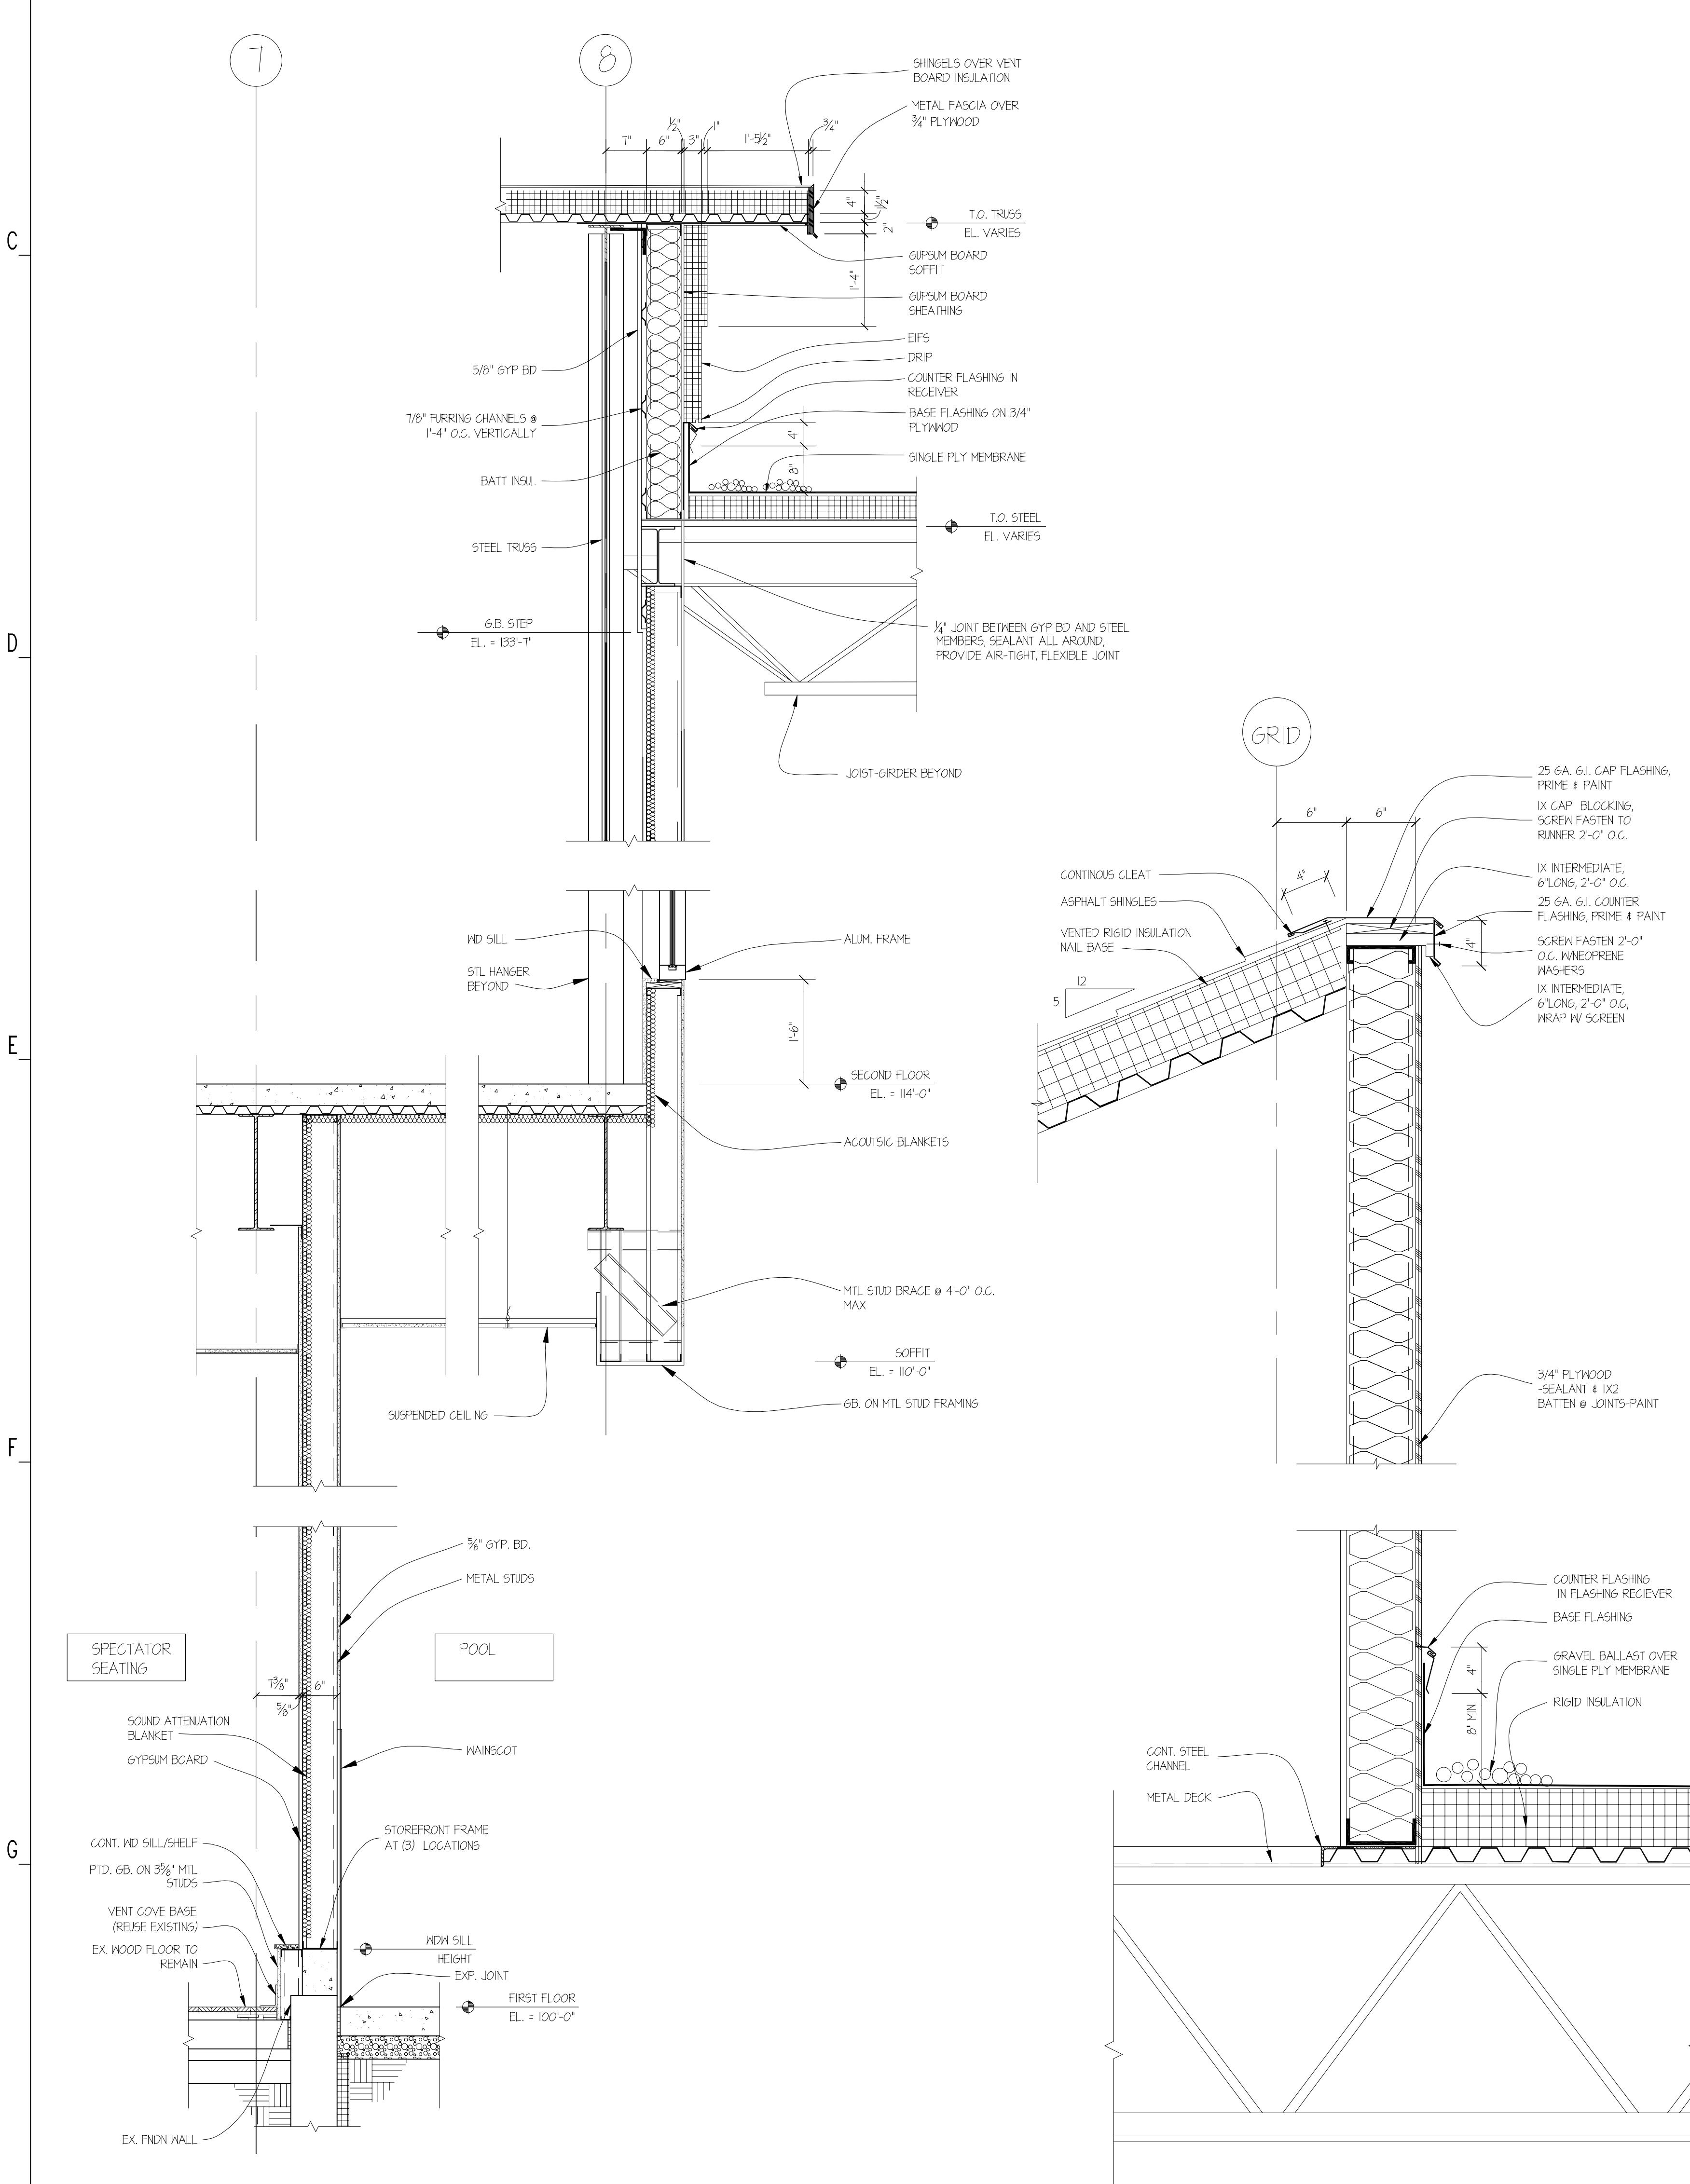 7
8
SHINGELS OVER VENT
BOARD INSULATION
METAL FASCIA OVER
3/4" PLYWOOD
7"
6"
1/2"
3"
1"
1'-5 1/2"
3/4"
4"
1 1/2"
2"
1'-4"
T.O. TRUSS
EL. VARIES
C
GUPSUM BOARD
SOFFIT
GUPSUM BOARD
SHEATHING
EIFS
DRIP
COUNTER FLASHING IN
RECEIVER
BASE FLASHING ON 3/4"
PLYWWOD
SINGLE PLY MEMBRANE
4"
8"
5/8" GYP. BD
7/8" FURRING CHANNELS @
1'-4" O.C. VERTICALLY
BATT INSUL
STEEL TRUSS
T.O. STEEL
EL. VARIES
G.B. STEP
EL. = 133'-7"
D
1/4" JOINT BETWEEN GYP BD AND STEEL
MEMBERS, SEALANT ALL AROUND,
PROVIDE AIR-TIGHT, FLEXIBLE JOINT
JOIST-GIRDER BEYOND
WD SILL
STL HANGER
BEYOND
ALUM. FRAME
1'-6"
E
SECOND FLOOR
EL. = 114'-0"
ACOUTSIC BLANKETS
MTL STUD BRACE @ 4'-0" O.C.
MAX
SOFFIT
EL. = 110'-0"
GB. ON MTL STUD FRAMING
SUSPENDED CEILING
F
5/8" GYP. BD.
METAL STUDS
SPECTATOR
SEATING
POOL
7 3/8"
6"
5/8"
SOUND ATTENUATION
BLANKET
GYPSUM BOARD
WAINSCOT
STOREFRONT FRAME
AT (3) LOCATIONS
G
CONT. WD SILL/SHELF
PTD. GB. ON 3 5/8" MTL
STUDS
VENT COVE BASE
(REUSE EXISTING)
EX. WOOD FLOOR TO
REMAIN
WDW SILL
HEIGHT
EXP. JOINT
FIRST FLOOR
EL. = 100'-0"
EX. FNDN WALL
GRID
6"
6"
4"
25 GA. G.I. CAP FLASHING,
PRIME & PAINT
1X CAP BLOCKING,
SCREW FASTEN TO
RUNNER 2'-0" O.C.
1X INTERMEDIATE,
6"LONG, 2'-0" O.C.
25 GA. G.I. COUNTER
FLASHING, PRIME & PAINT
SCREW FASTEN 2'-0"
O.C. W/NEOPRENE
WASHERS
1X INTERMEDIATE,
6"LONG, 2'-0" O.C,
WRAP W/ SCREEN
4"
CONTINOUS CLEAT
ASPHALT SHINGLES
VENTED RIGID INSULATION
NAIL BASE
12
5
3/4" PLYWOOD
-SEALANT & 1X2
BATTEN @ JOINTS-PAINT
COUNTER FLASHING
IN FLASHING RECIEVER
BASE FLASHING
GRAVEL BALLAST OVER
SINGLE PLY MEMBRANE
RIGID INSULATION
4"
8" MIN
CONT. STEEL
CHANNEL
METAL DECK